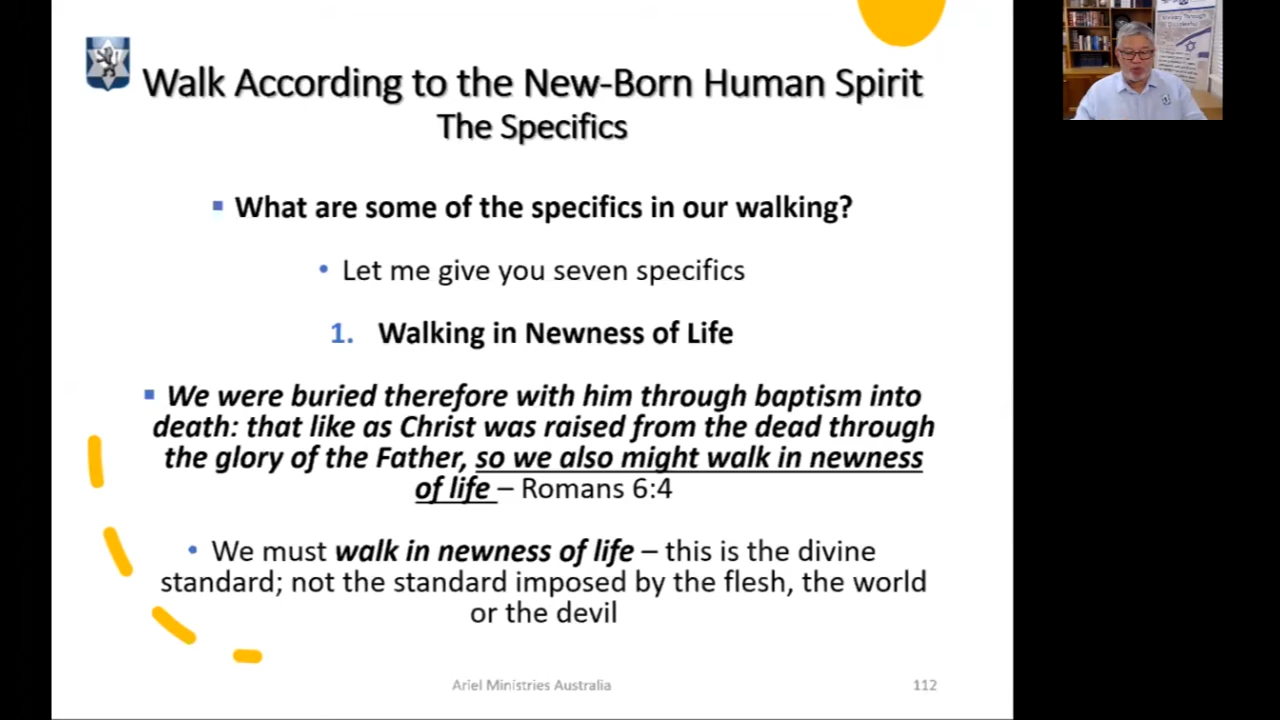 Walk According to the New-Born Human Spirit
The Specifics
▪ What are some of the specifics in our walking?
• Let me give you seven specifics
1. Walking in Newness of Life
▪ We were buried therefore with him through baptism into
death: that like as Christ was raised from the dead through
the glory of the Father, so we also might walk in newness
of life – Romans 6:4
• We must walk in newness of life – this is the divine
standard; not the standard imposed by the flesh, the world
or the devil
Ariel Ministries Australia
112